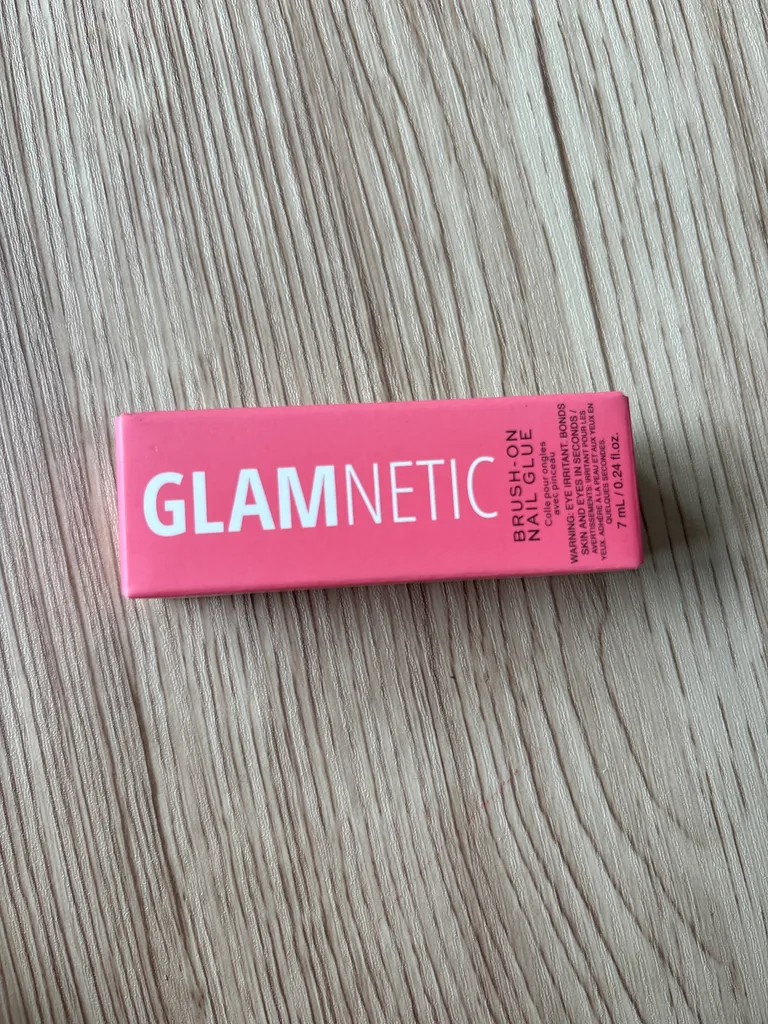 GLAMNETIC
BRUSH-ON
NAIL GLUE
Colle pour ongles
avec pinceau
WARNING: EYE IRRITANT. BONDS
SKIN AND EYES IN SECONDS /
AVERTISSEMENTS: IRRITANT POUR LES
YEUX. ADHÈRE À LA PEAU ET AUX YEUX EN
QUELQUES SECONDES.
7 mL / 0.24 fl.oz.